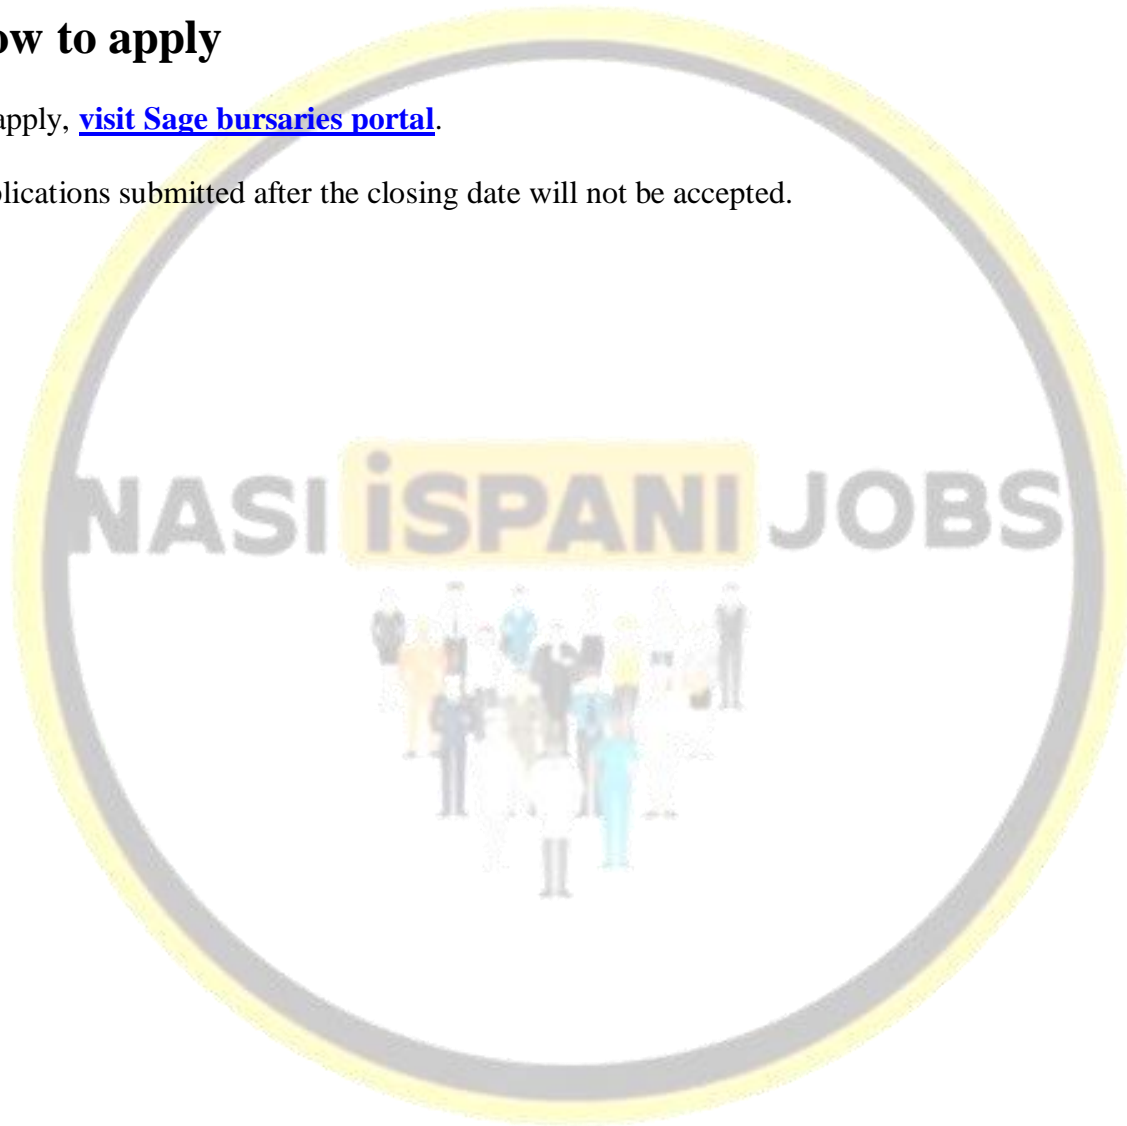 ow to apply
apply, visit Sage bursaries portal.
plications submitted after the closing date will not be accepted.
NASI iSPANI JOBS